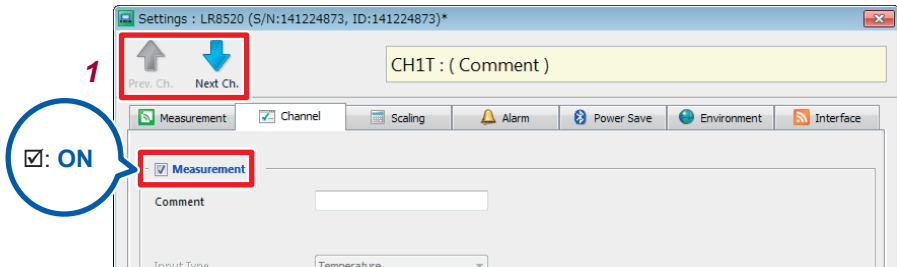 Settings : LR8520 (S/N:141224873, ID:141224873)*
1
Prev. Ch. Next Ch.
CH1T : ( Comment )
Measurement Channel Scaling Alarm Power Save Environment Interface
☑: ON
Measurement
Comment
Input Type Temperature